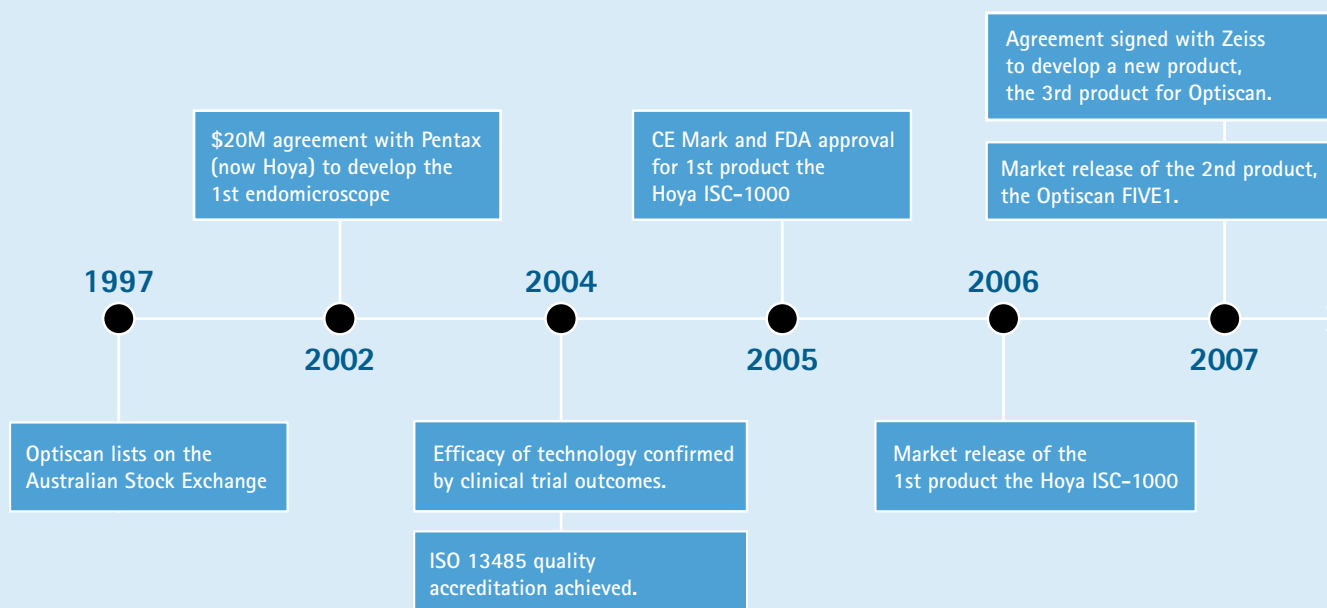 Agreement signed with Zeiss
to develop a new product,
the 3rd product for Optiscan.
$20M agreement with Pentax
(now Hoya) to develop the
1st endomicroscope
CE Mark and FDA approval
for 1st product the
Hoya ISC-1000
Market release of the 2nd product,
the Optiscan FIVE1.
1997
2004
2006
2002
2005
2007
Optiscan lists on the
Australian Stock Exchange
Efficacy of technology confirmed
by clinical trial outcomes.
Market release of the
1st product the Hoya ISC-1000
ISO 13485 quality
accreditation achieved.